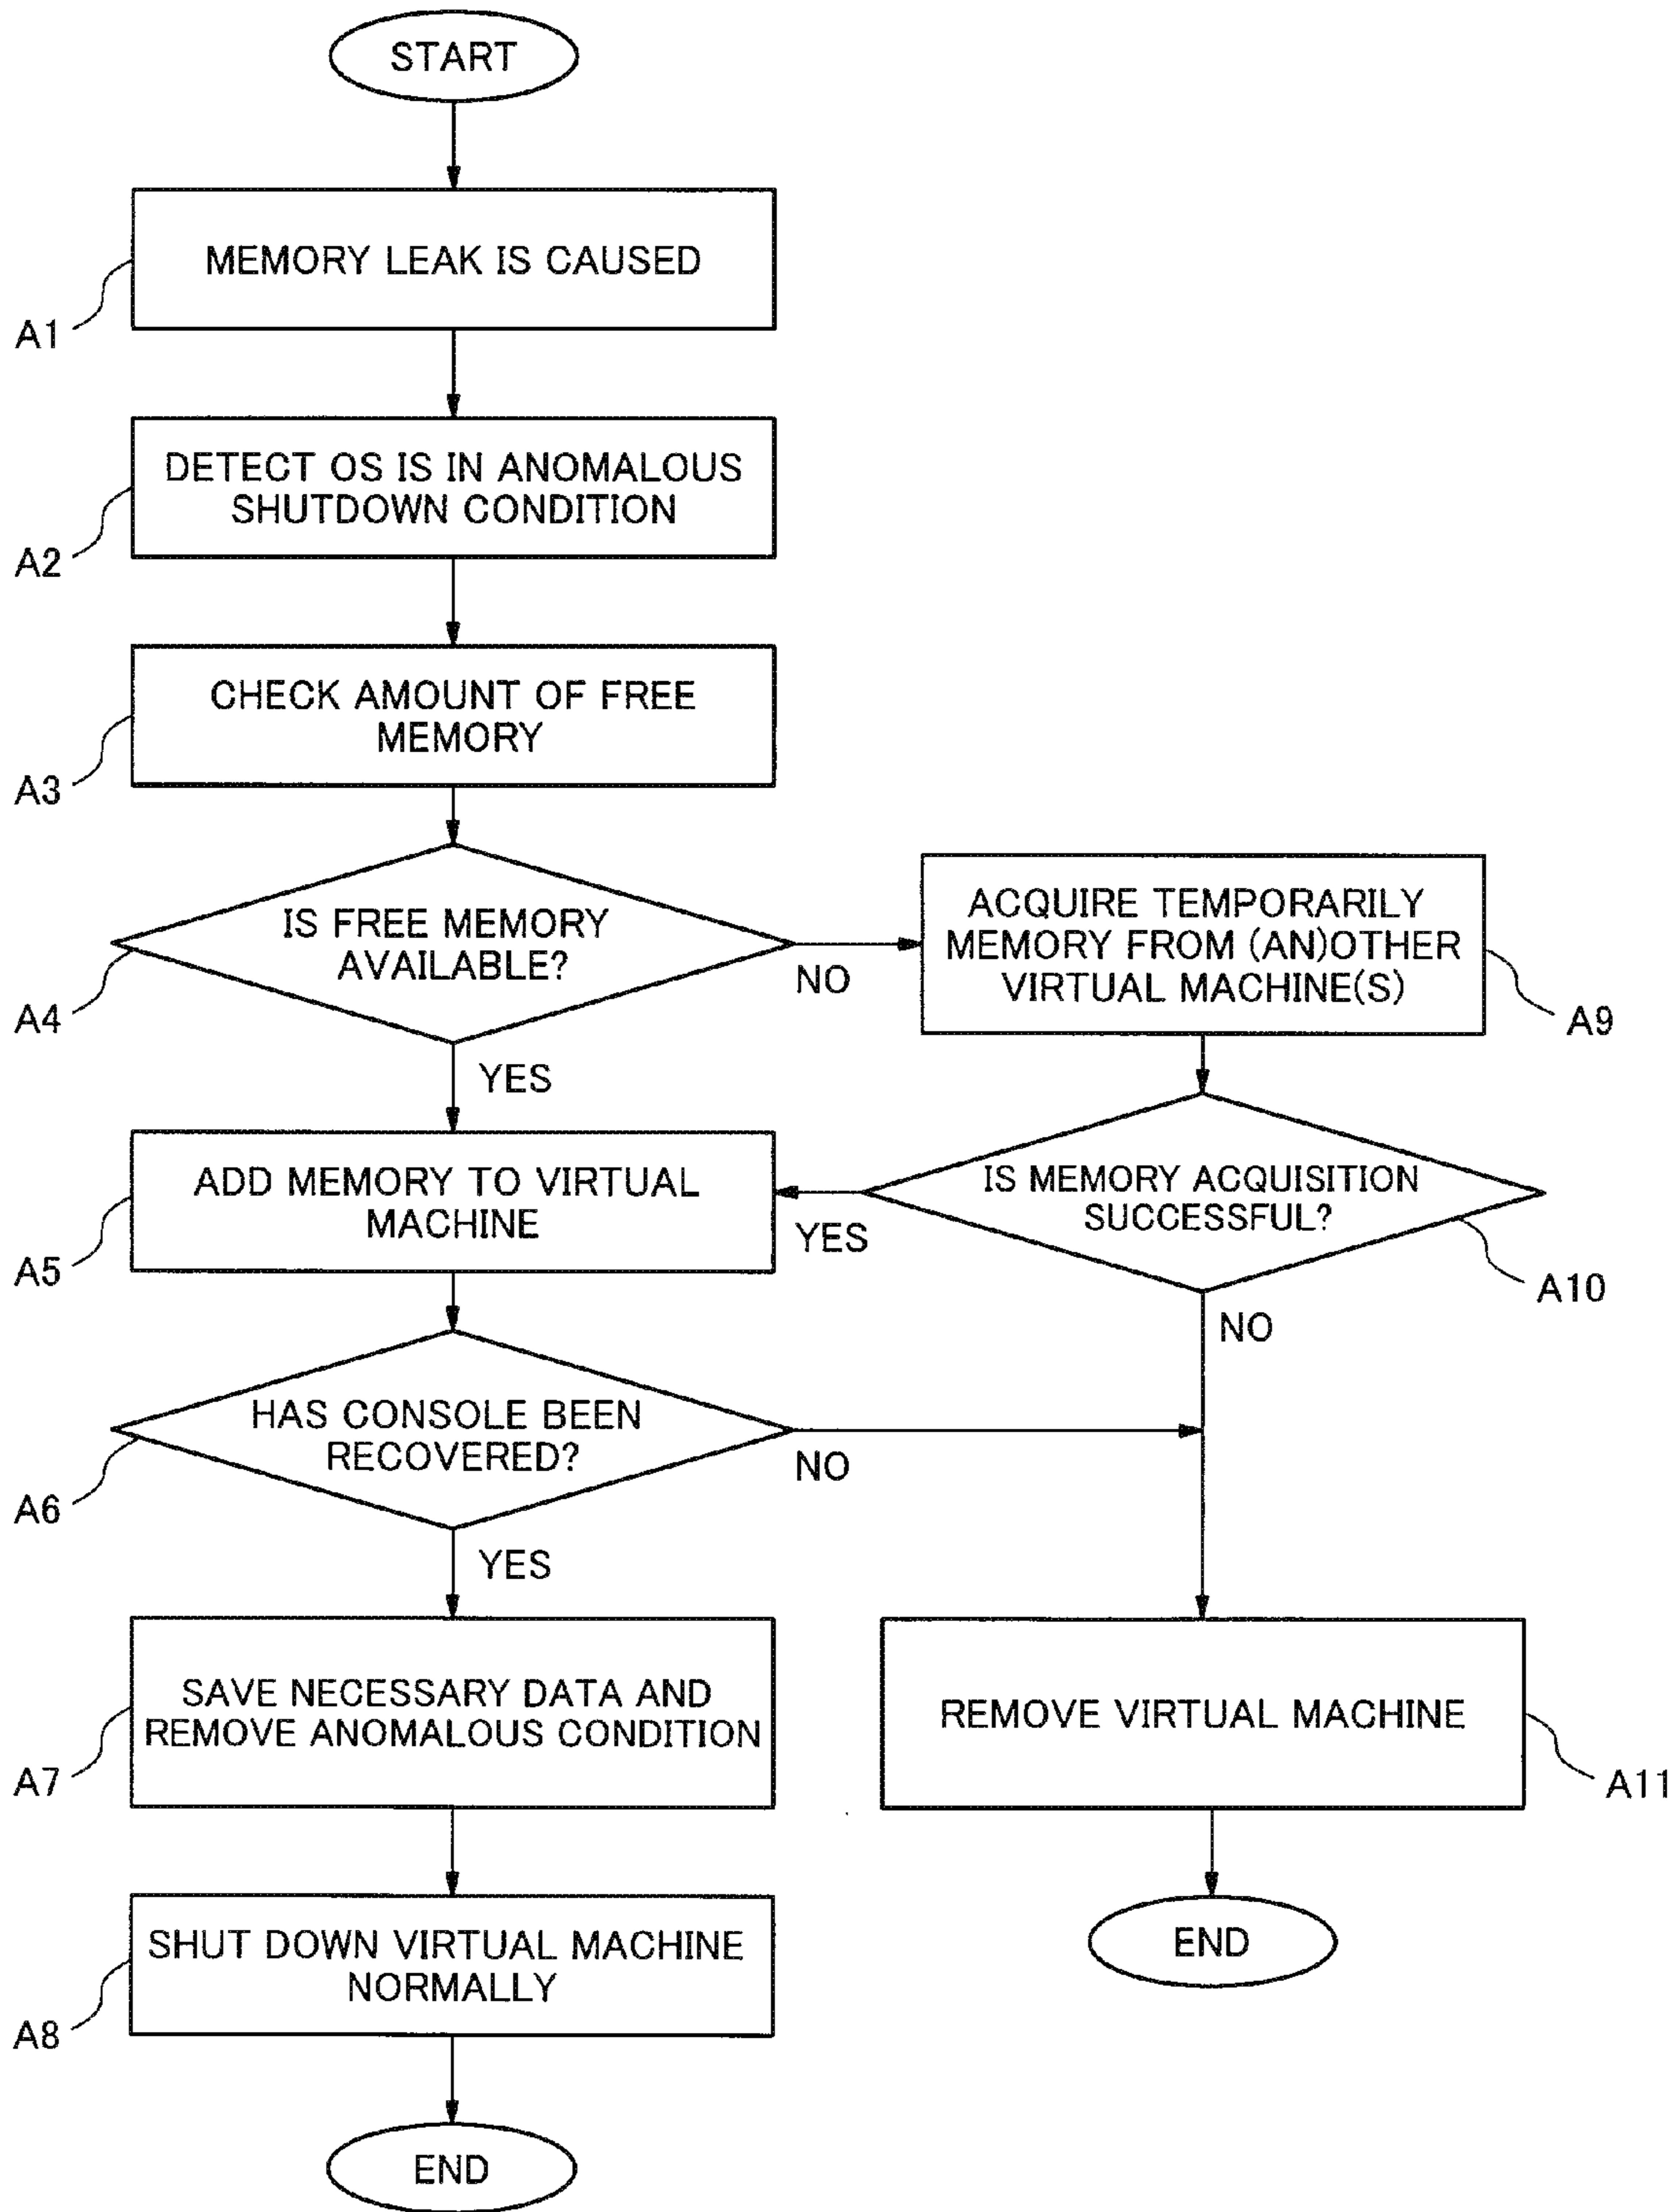 START
MEMORY LEAK IS CAUSED
A1
DETECT OS IS IN ANOMALOUS
SHUTDOWN CONDITION
A2
CHECK AMOUNT OF FREE
MEMORY
A3
IS FREE MEMORY
AVAILABLE?
A4
NO
YES
ACQUIRE TEMPORARILY
MEMORY FROM (AN)OTHER
VIRTUAL MACHINE(S)
A9
ADD MEMORY TO VIRTUAL
MACHINE
A5
YES
IS MEMORY ACQUISITION
SUCCESSFUL?
A10
NO
HAS CONSOLE BEEN
RECOVERED?
A6
NO
YES
SAVE NECESSARY DATA AND
REMOVE ANOMALOUS CONDITION
A7
REMOVE VIRTUAL MACHINE
A11
SHUT DOWN VIRTUAL MACHINE
NORMALLY
A8
END
END